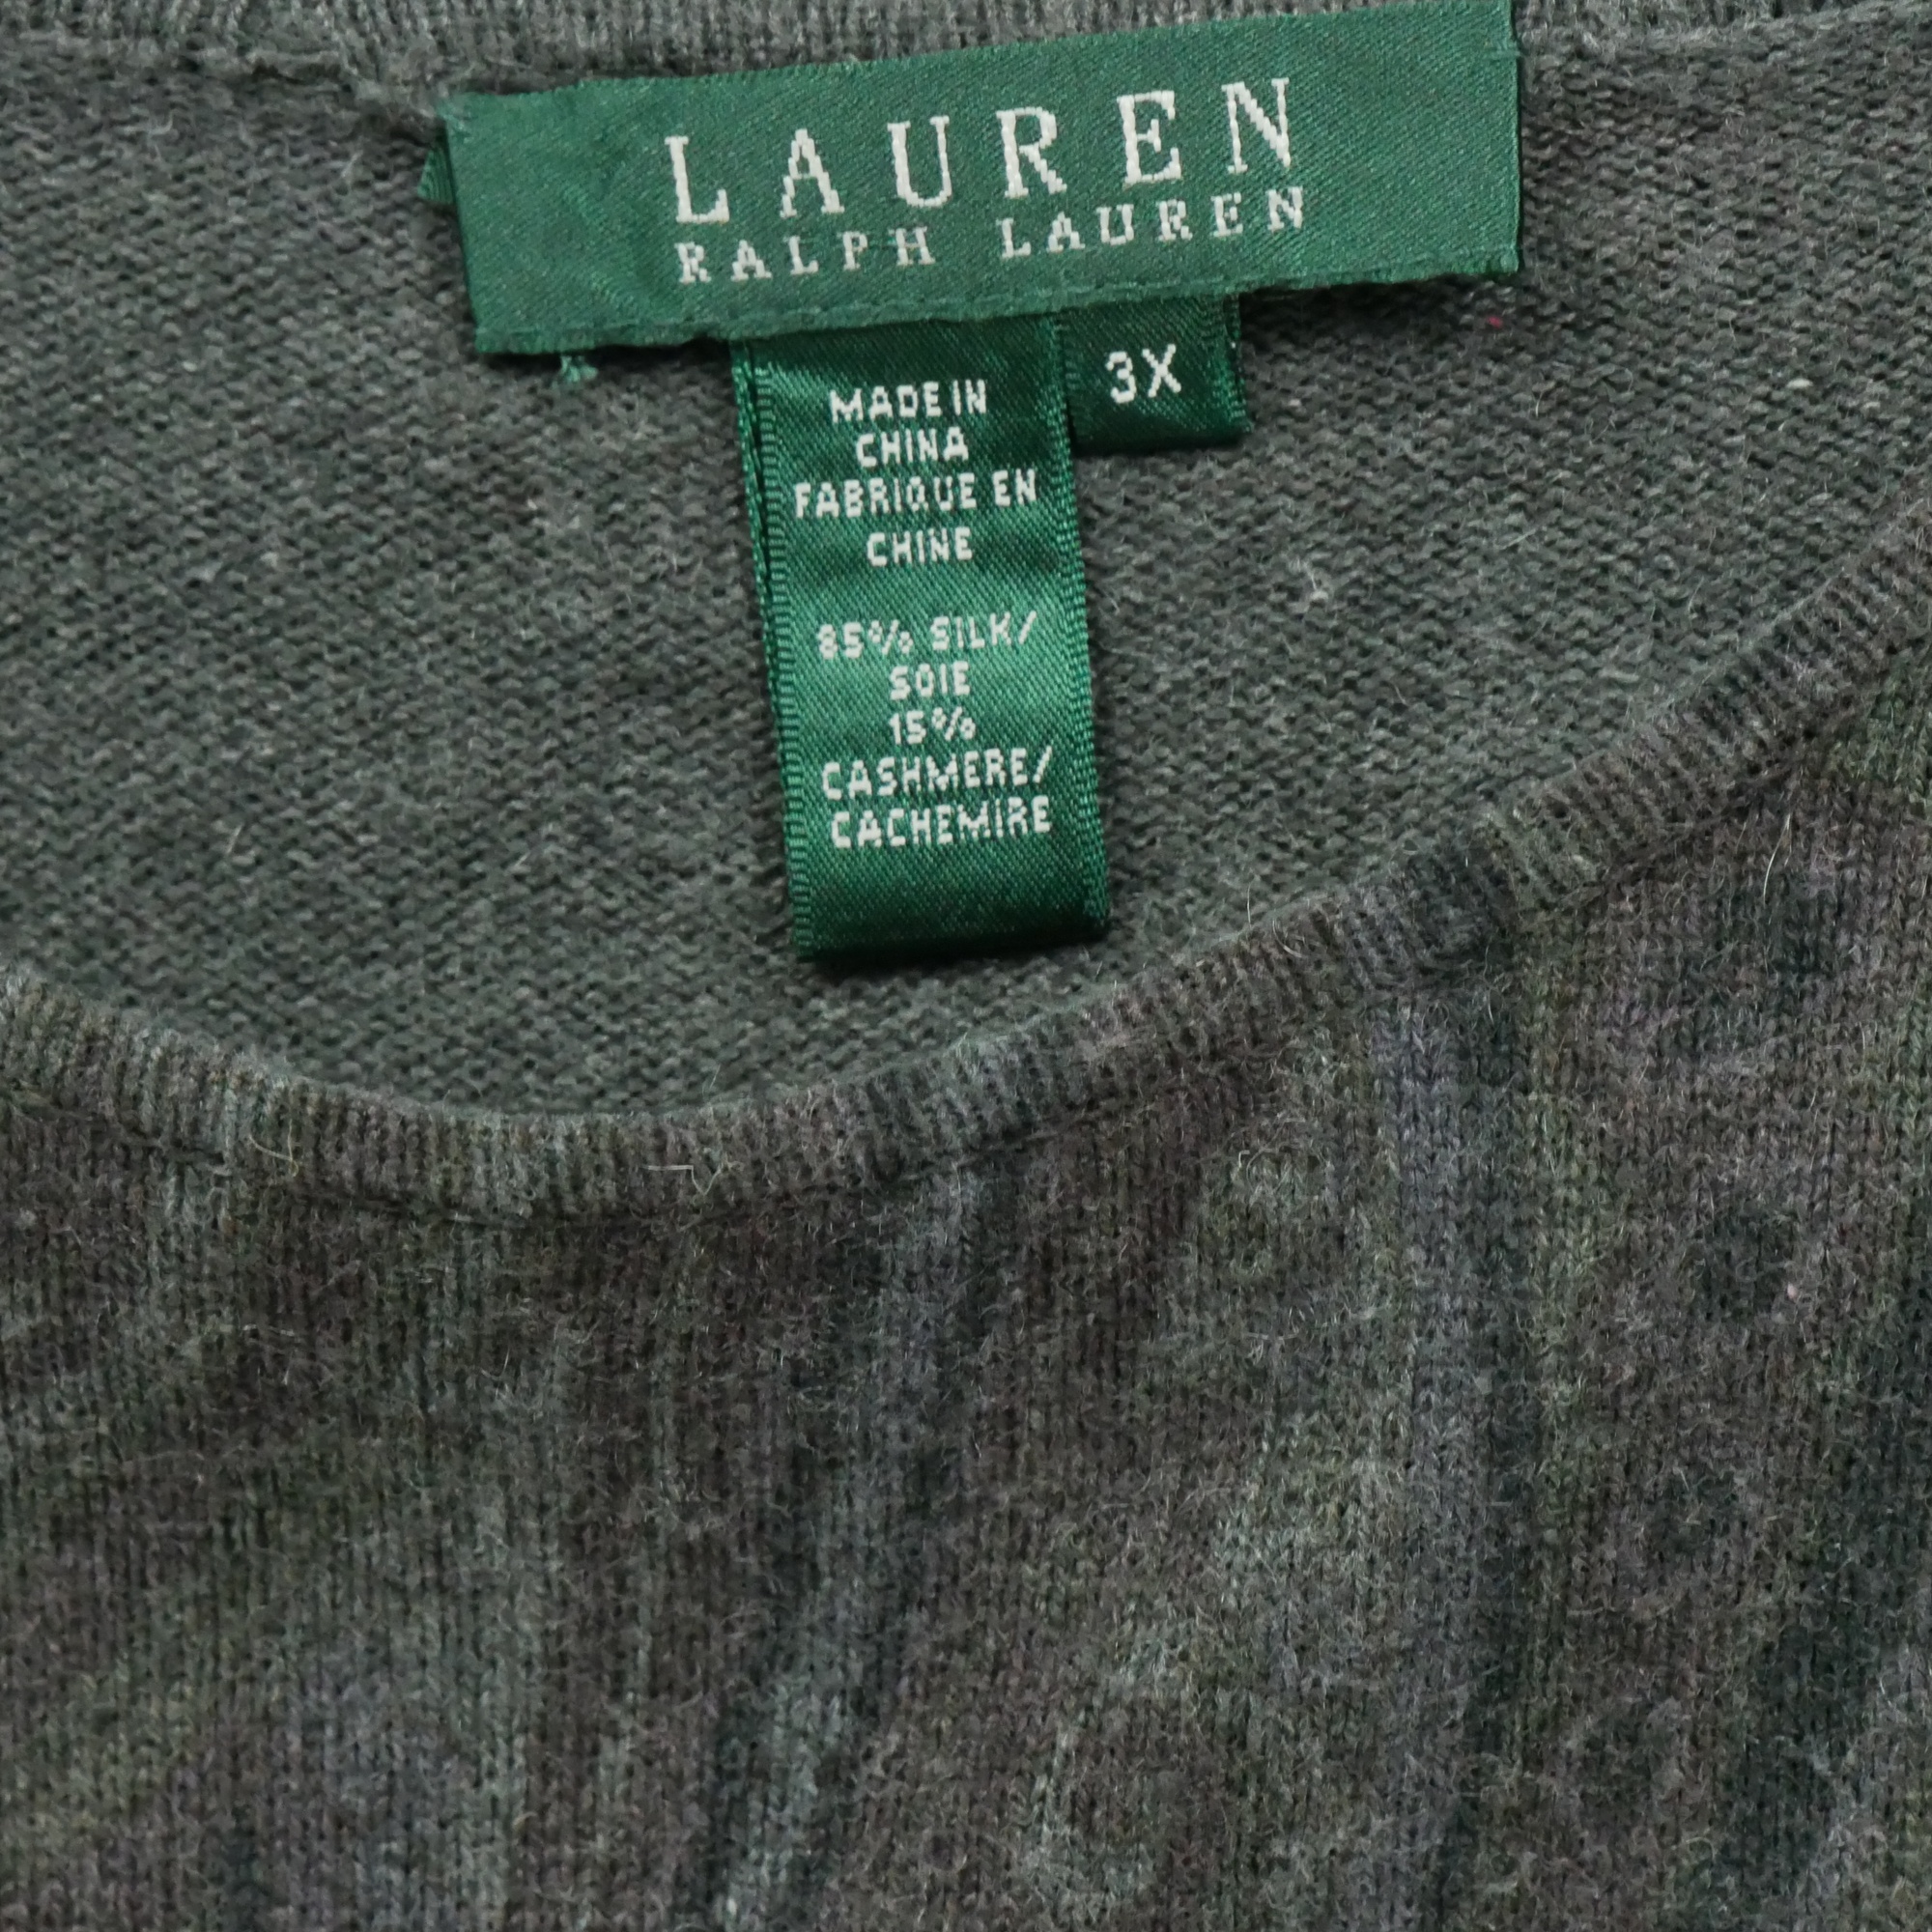 LAUREN
RALPH LAUREN
3X
MADE IN
CHINA
FABRIQUE EN
CHINE
85% SILK/
SOIE
15%
CASHMERE/
CACHEMIRE